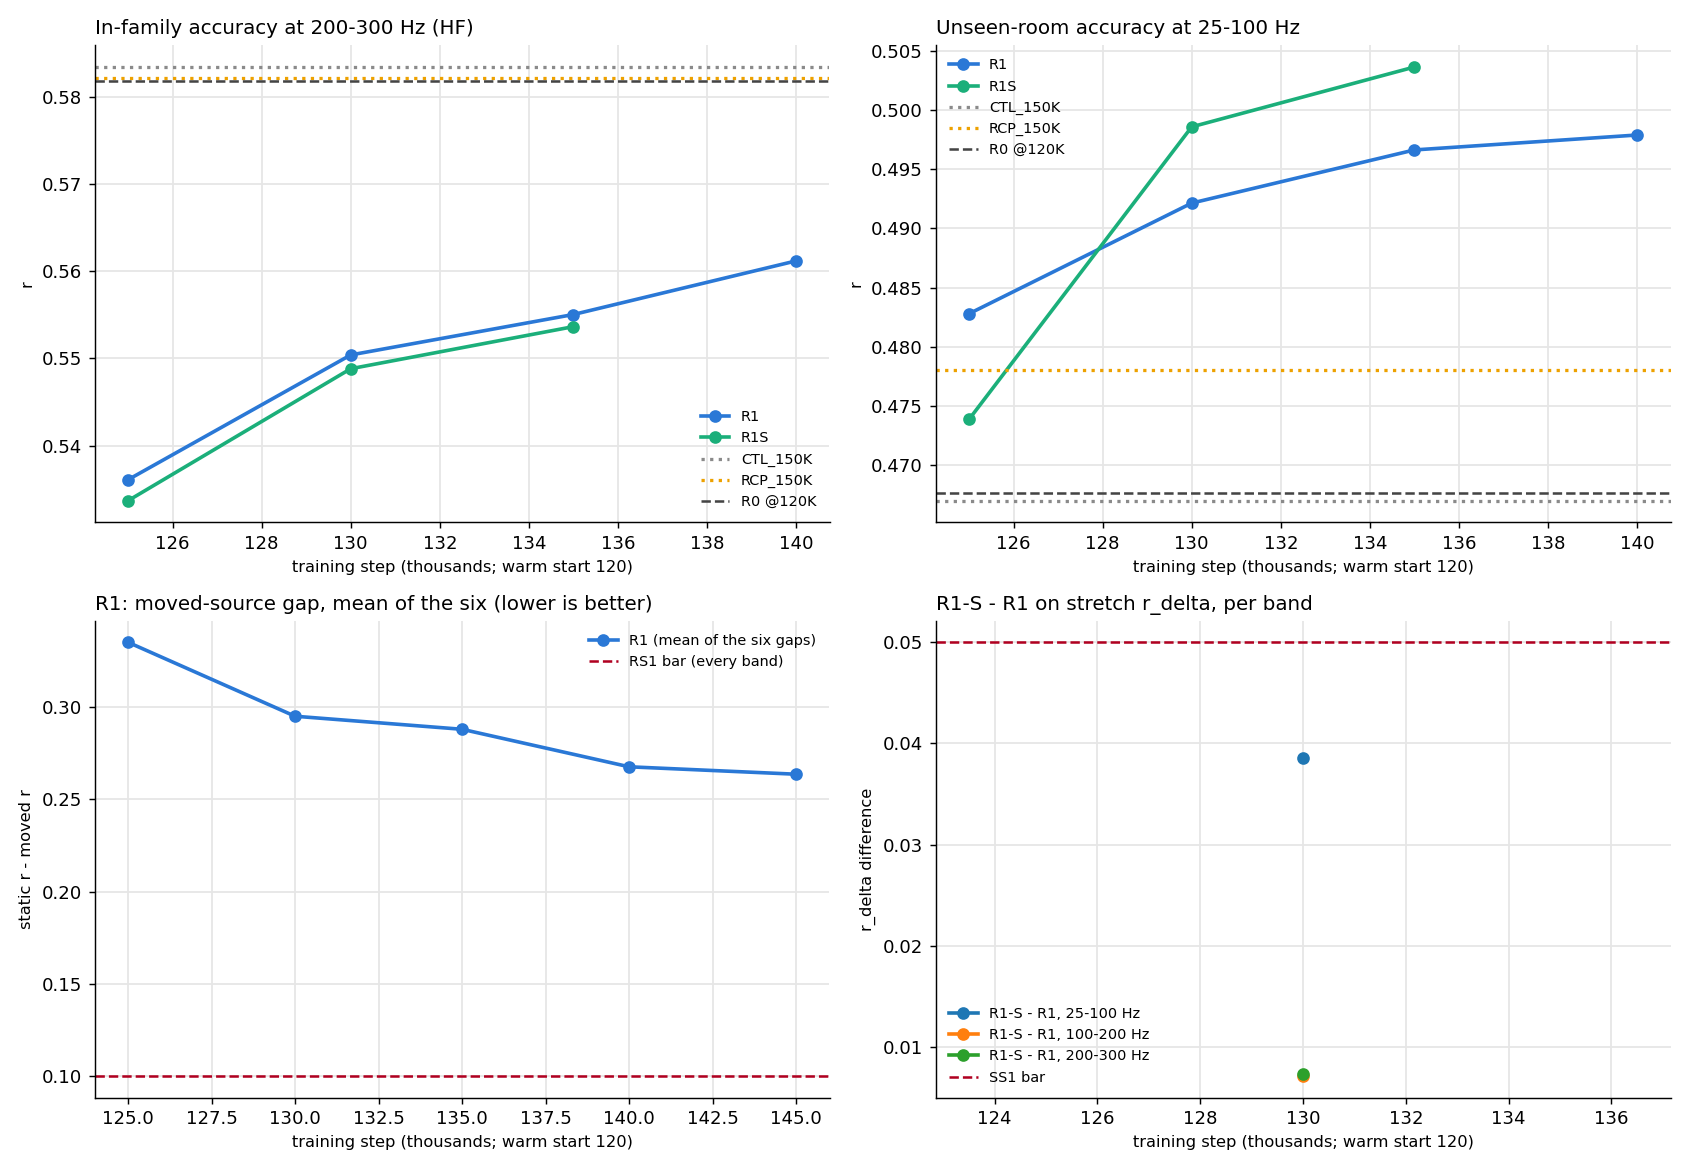 In-family accuracy at 200-300 Hz (HF)
0.58
0.57
0.56
0.55
0.54
r
R1
R1S
CTL_150K
RCP_150K
R0 @120K
126 128 130 132 134 136 138 140
training step (thousands; warm start 120)
Unseen-room accuracy at 25-100 Hz
0.505
0.500
0.495
0.490
0.485
0.480
0.475
0.470
r
R1
R1S
CTL_150K
RCP_150K
R0 @120K
126 128 130 132 134 136 138 140
training step (thousands; warm start 120)
R1: moved-source gap, mean of the six (lower is better)
0.30
0.25
0.20
0.15
0.10
static r - moved r
R1 (mean of the six gaps)
RS1 bar (every band)
125.0 127.5 130.0 132.5 135.0 137.5 140.0 142.5 145.0
training step (thousands; warm start 120)
R1-S - R1 on stretch r_delta, per band
0.05
0.04
0.03
0.02
0.01
r_delta difference
R1-S - R1, 25-100 Hz
R1-S - R1, 100-200 Hz
R1-S - R1, 200-300 Hz
SS1 bar
124 126 128 130 132 134 136
training step (thousands; warm start 120)